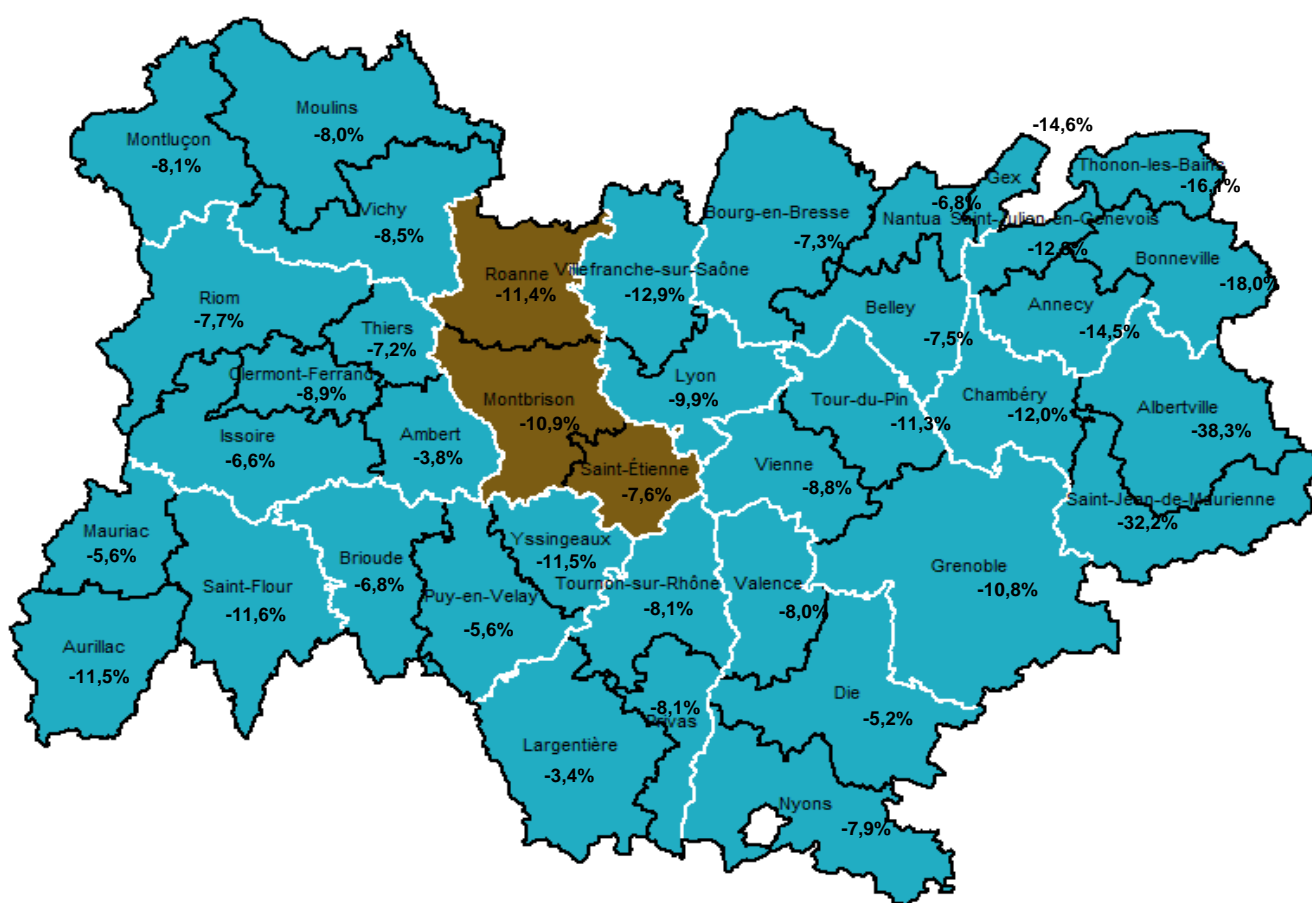 Moulins
-8,0%
Montluçon
-8,1%
Vichy
-8,5%
-14,6%
Gex
Thonon-les-Bains
-16,1%
Bourg-en-Bresse
-7,3%
Nantua
-6,8%
Saint-Julien-en-Genevois
Bonneville
-18,0%
Roanne
-11,4%
Villefranche-sur-Saône
-12,9%
Riom
-7,7%
Thiers
-7,2%
Belley
-7,5%
Annecy
-14,5%
Clermont-Ferrand
-8,9%
Lyon
-9,9%
Montbrison
-10,9%
Tour-du-Pin
-11,3%
Chambéry
-12,0%
Albertville
-38,3%
Issoire
-6,6%
Ambert
-3,8%
Saint-Étienne
-7,6%
Vienne
-8,8%
Saint-Jean-de-Maurienne
-32,2%
Mauriac
-5,6%
Saint-Flour
-11,6%
Brioude
-6,8%
Yssingeaux
-11,5%
Puy-en-Velay
-5,6%
Tournon-sur-Rhône
-8,1%
Valence
-8,0%
Grenoble
-10,8%
Aurillac
-11,5%
-8,1%
Privas
Die
-5,2%
Largentière
-3,4%
Nyons
-7,9%